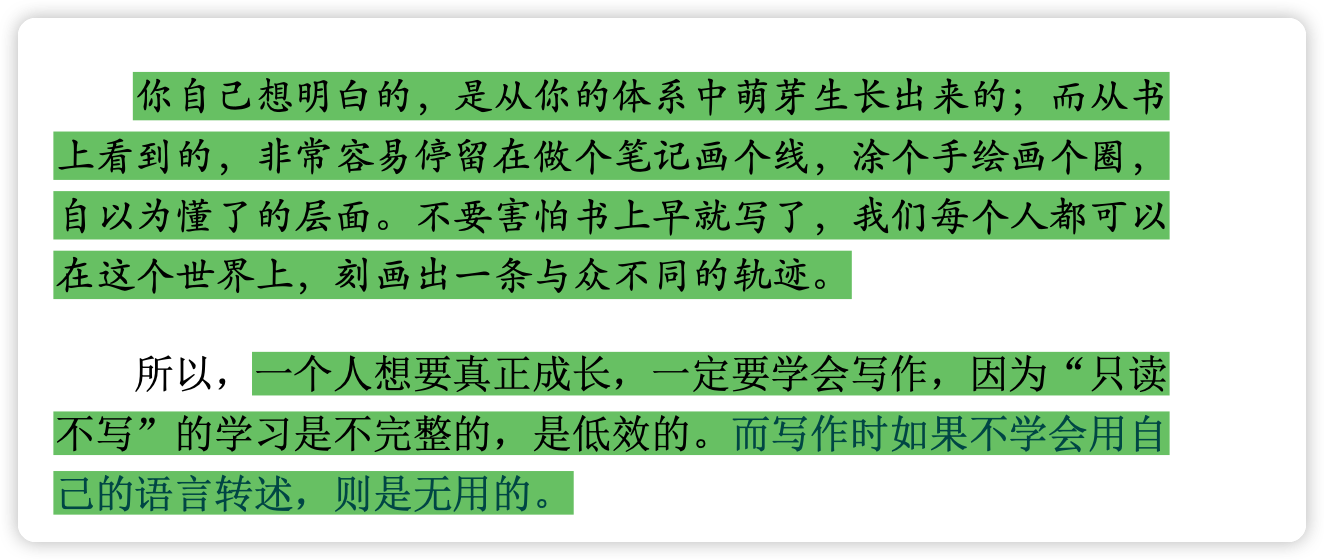 你自己想明白的，是从你的体系中萌芽生长出来的；而从书
上看到的，非常容易停留在做个笔记画个线，涂个手绘画个圈，
自以为懂了的层面。不要害怕书上早就写了，我们每个人都可以
在这个世界上，刻画出一条与众不同的轨迹。
所以，一个人想要真正成长，一定要学会写作，因为“只读
不写”的学习是不完整的，是低效的。而写作时如果不学会用自
己的语言转述，则是无用的。